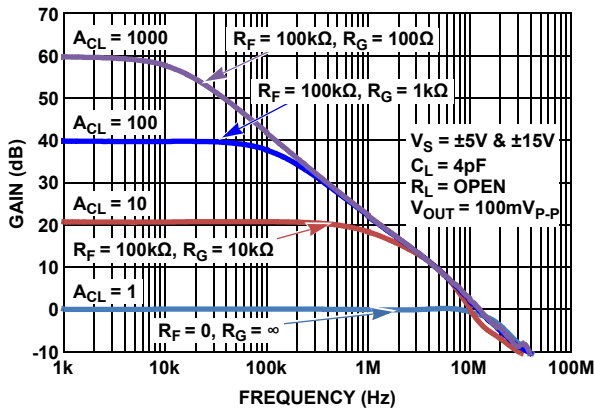 70
60
50
40
30
20
10
0
-10
GAIN (dB)
A_CL = 1000
R_F = 100kΩ, R_G = 100Ω
R_F = 100kΩ, R_G = 1kΩ
A_CL = 100
V_S = ±5V & ±15V
C_L = 4pF
R_L = OPEN
V_OUT = 100mV_P-P
A_CL = 10
R_F = 100kΩ, R_G = 10kΩ
A_CL = 1
R_F = 0, R_G = ∞
1k 10k 100k 1M 10M 100M
FREQUENCY (Hz)